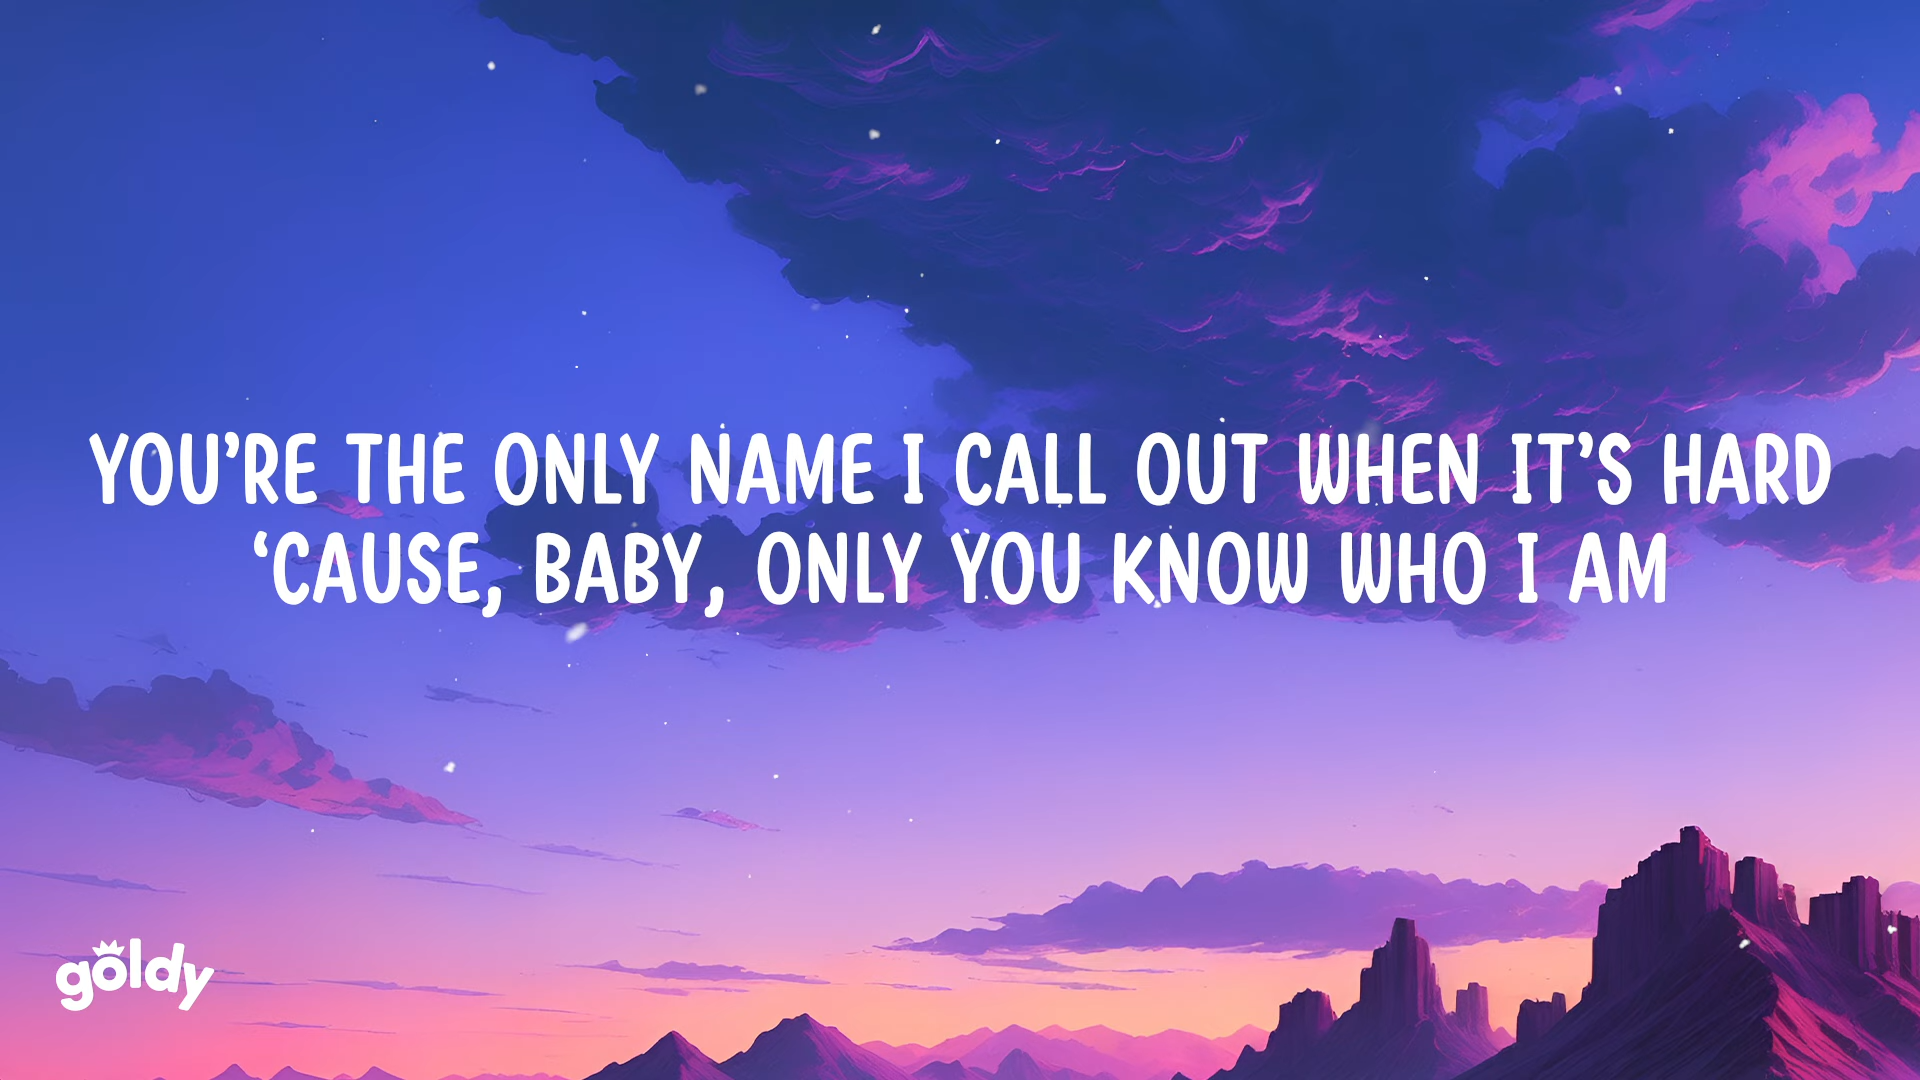 YOU’RE THE ONLY NAME I CALL OUT WHEN IT’S HARD
‘CAUSE, BABY, ONLY YOU KNOW WHO I AM
goldy